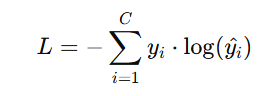 L = − ∑_{i=1}^{C} y_i · log(ŷ_i)